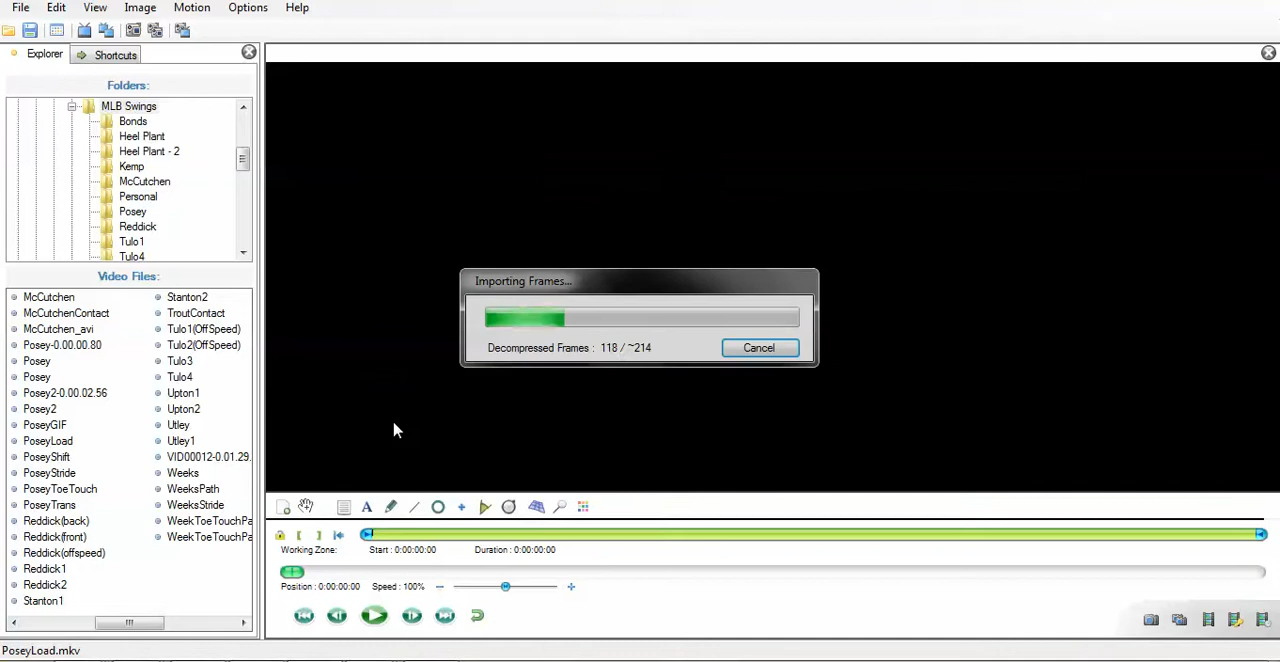 File Edit View Image Motion Options Help
Explorer Shortcuts
Folders:
MLB Swings
Bonds
Heel Plant
Heel Plant - 2
Kemp
McCutchen
Personal
Posey
Reddick
Tulo1
Tulo4
Video Files:
McCutchen
McCutchenContact
McCutchen_avi
Posey-0.00.00.80
Posey
Posey
Posey2-0.00.02.56
Posey2
PoseyGIF
PoseyLoad
PoseyShift
PoseyStride
PoseyToeTouch
PoseyTrans
Reddick(back)
Reddick(front)
Reddick(offspeed)
Reddick1
Reddick2
Stanton1
Stanton2
TroutContact
Tulo1(OffSpeed)
Tulo2(OffSpeed)
Tulo3
Tulo4
Upton1
Upton2
Utley
Utley1
VID00012-0.01.29.
Weeks
WeeksPath
WeeksStride
WeekToeTouchPa
WeekToeTouchPa
Importing Frames...
Decompressed Frames : 118 / ~214
Cancel
Working Zone: Start : 0:00:00:00 Duration : 0:00:00:00
Position : 0:00:00:00 Speed : 100%
PoseyLoad.mkv